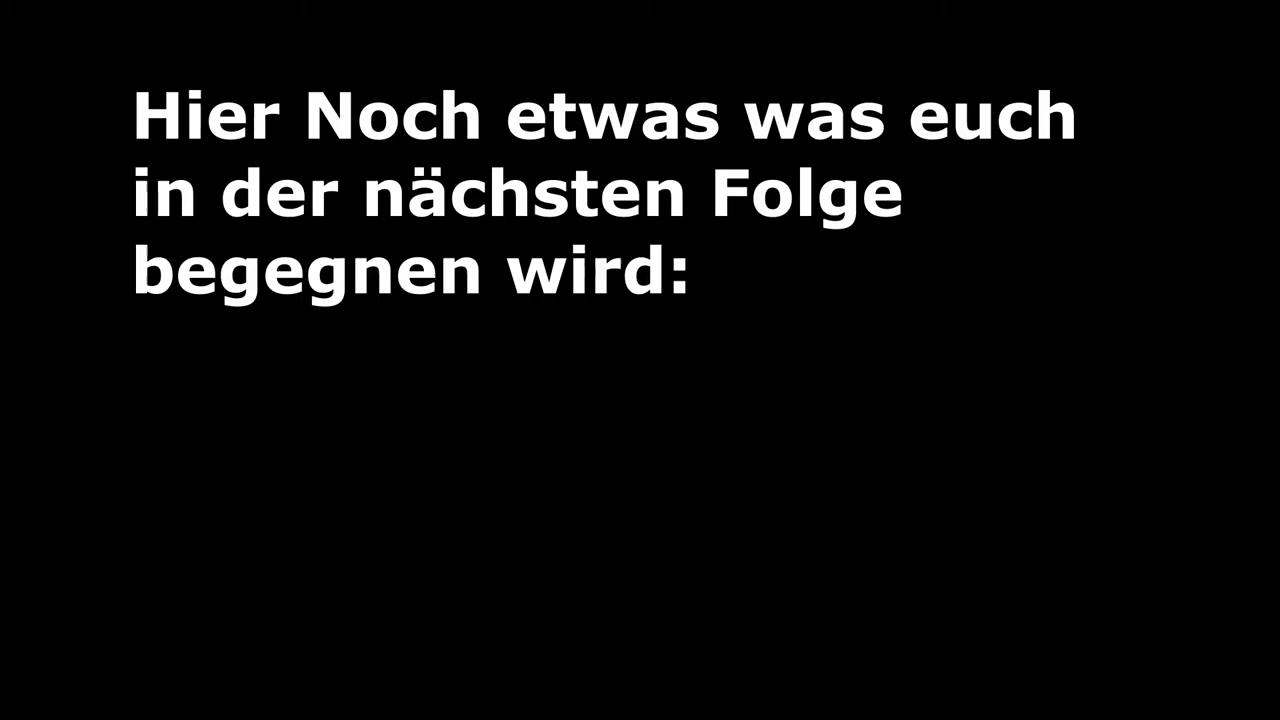 Hier Noch etwas was euch
in der nächsten Folge
begegnen wird: